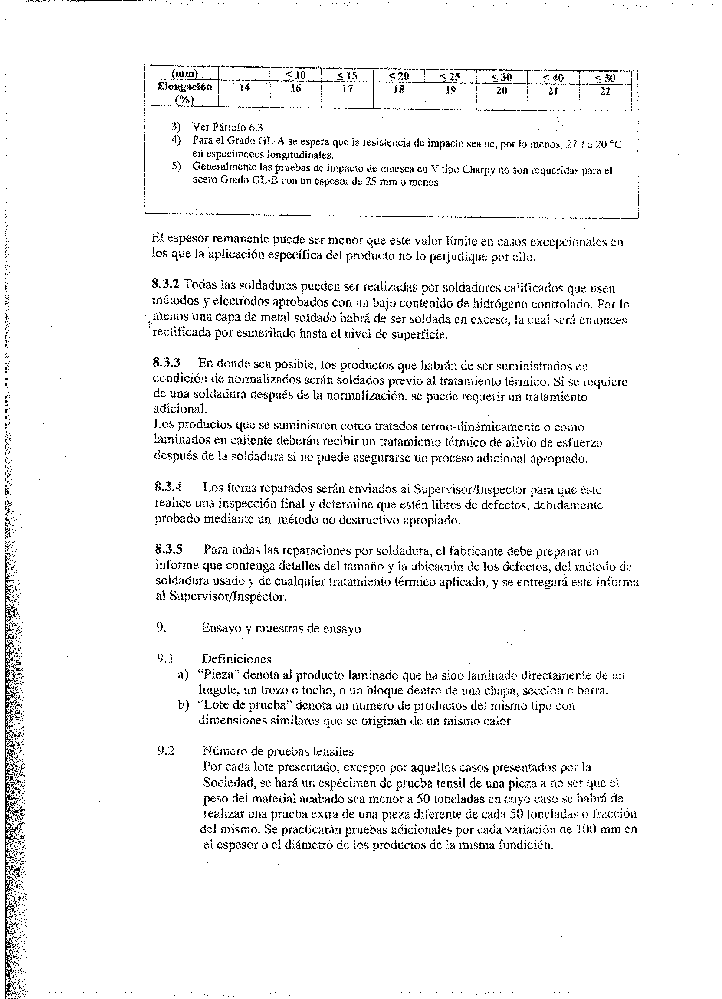 (mm) ≤ 10 ≤ 15 ≤ 20 ≤ 25 ≤ 30 ≤ 40 ≤ 50
Elongación 14 16 17 18 19 20 21 22
(%)
3) Ver Párrafo 6.3
4) Para el Grado GL-A se espera que la resistencia de impacto sea de, por lo menos, 27 J a 20 °C
en especimenes longitudinales.
5) Generalmente las pruebas de impacto de muesca en V tipo Charpy no son requeridas para el
acero Grado GL-B con un espesor de 25 mm o menos.
El espesor remanente puede ser menor que este valor límite en casos excepcionales en
los que la aplicación específica del producto no lo perjudique por ello.
8.3.2 Todas las soldaduras pueden ser realizadas por soldadores calificados que usen
métodos y electrodos aprobados con un bajo contenido de hidrógeno controlado. Por lo
menos una capa de metal soldado habrá de ser soldada en exceso, la cual será entonces
rectificada por esmerilado hasta el nivel de superficie.
8.3.3 En donde sea posible, los productos que habrán de ser suministrados en
condición de normalizados serán soldados previo al tratamiento térmico. Si se requiere
de una soldadura después de la normalización, se puede requerir un tratamiento
adicional.
Los productos que se suministren como tratados termo-dinámicamente o como
laminados en caliente deberán recibir un tratamiento térmico de alivio de esfuerzo
después de la soldadura si no puede asegurarse un proceso adicional apropiado.
8.3.4 Los ítems reparados serán enviados al Supervisor/Inspector para que éste
realice una inspección final y determine que estén libres de defectos, debidamente
probado mediante un método no destructivo apropiado.
8.3.5 Para todas las reparaciones por soldadura, el fabricante debe preparar un
informe que contenga detalles del tamaño y la ubicación de los defectos, del método de
soldadura usado y de cualquier tratamiento térmico aplicado, y se entregará este informa
al Supervisor/Inspector.
9. Ensayo y muestras de ensayo
9.1 Definiciones
a) “Pieza” denota al producto laminado que ha sido laminado directamente de un
lingote, un trozo o tocho, o un bloque dentro de una chapa, sección o barra.
b) “Lote de prueba” denota un numero de productos del mismo tipo con
dimensiones similares que se originan de un mismo calor.
9.2 Número de pruebas tensiles
Por cada lote presentado, excepto por aquellos casos presentados por la
Sociedad, se hará un espécimen de prueba tensil de una pieza a no ser que el
peso del material acabado sea menor a 50 toneladas en cuyo caso se habrá de
realizar una prueba extra de una pieza diferente de cada 50 toneladas o fracción
del mismo. Se practicarán pruebas adicionales por cada variación de 100 mm en
el espesor o el diámetro de los productos de la misma fundición.